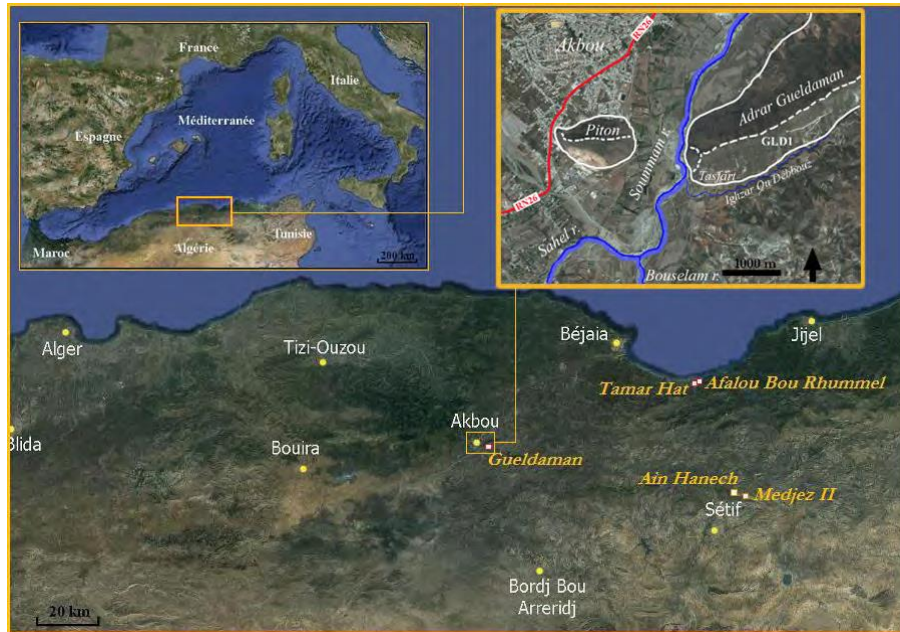 France
Italie
Espagne
Méditerranée
Maroc
Algérie
Tunisie
200 km
RN26
Akbou
Piton
Soummam r.
Adrar Gueldaman
GLD1
Tasfart
Ighzar Ou Debbouz
RN26
Sahel r.
Bouselam r.
1000 m
Alger
Tizi-Ouzou
Béjaia
Jijel
Tamar Hat
Afalou Bou Rhummel
Blida
Bouira
Akbou
Gueldaman
Ain Hanech
Medjez II
Sétif
Bordj Bou
Arreridj
20 km